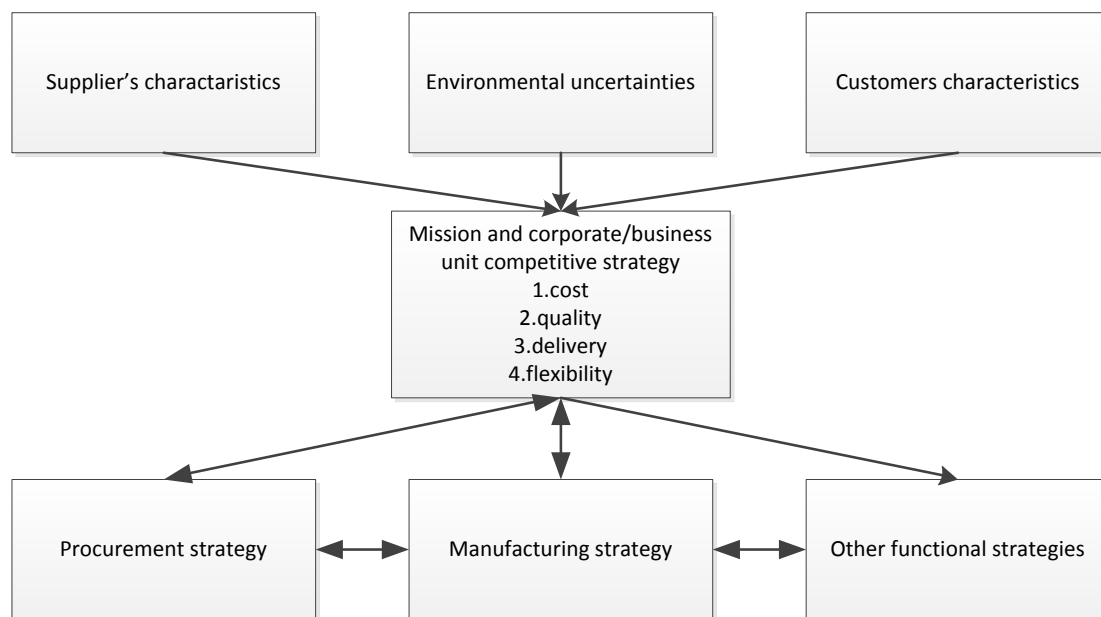 Supplier's charactaristics
Environmental uncertainties
Customers characteristics
Mission and corporate/business
unit competitive strategy
1.cost
2.quality
3.delivery
4.flexibility
Procurement strategy
Manufacturing strategy
Other functional strategies